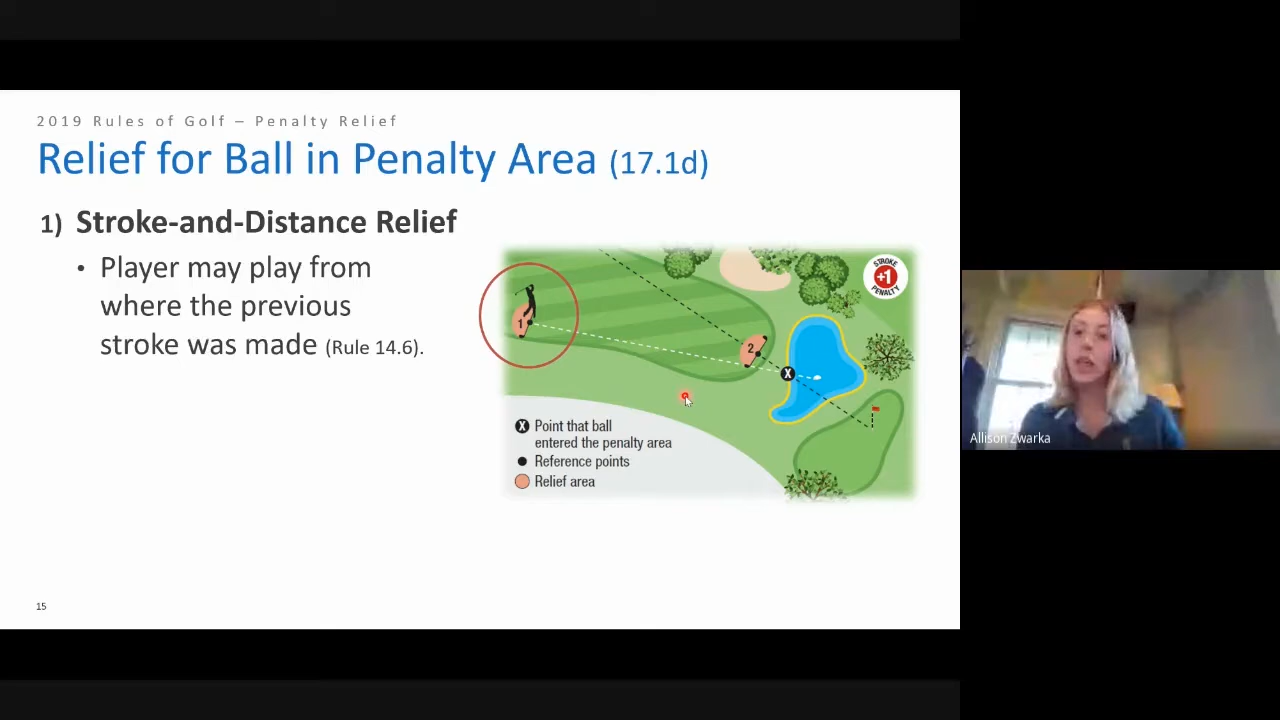 2019 Rules of Golf – Penalty Relief
Relief for Ball in Penalty Area (17.1d)
1) Stroke-and-Distance Relief
• Player may play from
where the previous
stroke was made (Rule 14.6).
STROKE
+1
PENALTY
1
2
X
X Point that ball
entered the penalty area
Reference points
Relief area
Allison Zwarka
15